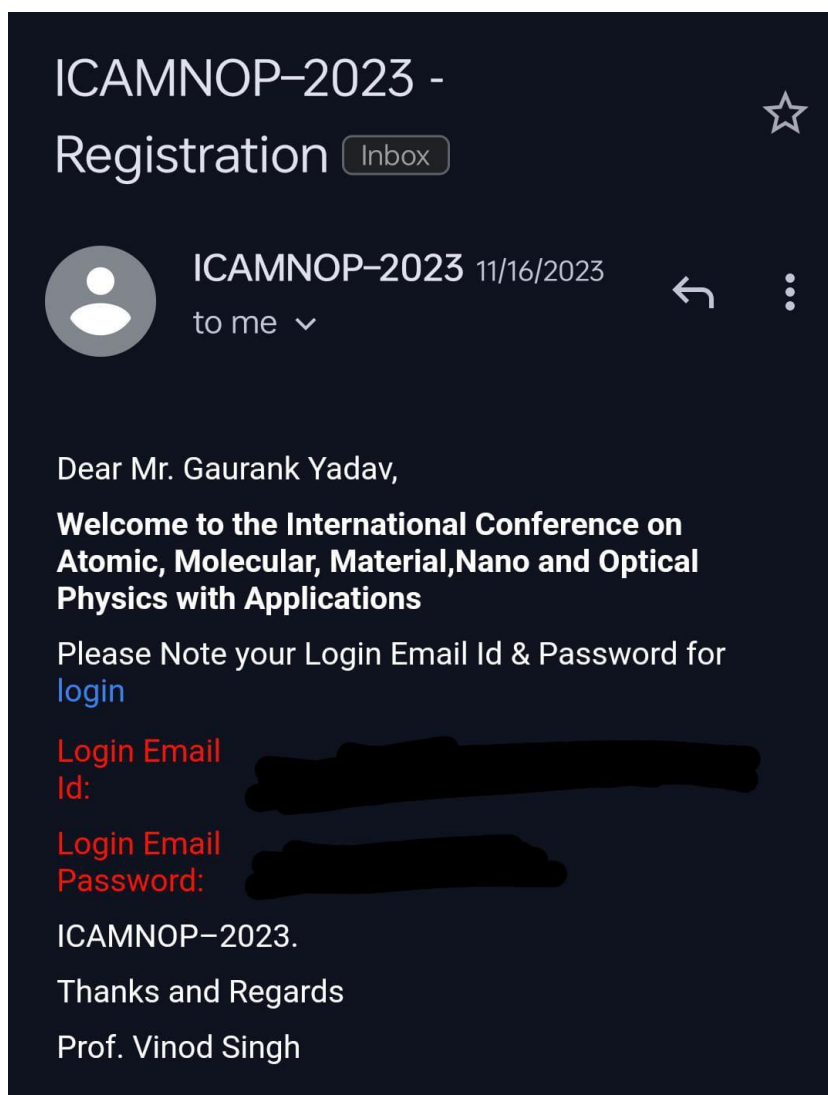 ICAMNOP–2023 -
Registration Inbox
ICAMNOP–2023 11/16/2023
to me
Dear Mr. Gaurank Yadav,
Welcome to the International Conference on
Atomic, Molecular, Material,Nano and Optical
Physics with Applications
Please Note your Login Email Id & Password for
login
Login Email
Id:
Login Email
Password:
ICAMNOP–2023.
Thanks and Regards
Prof. Vinod Singh